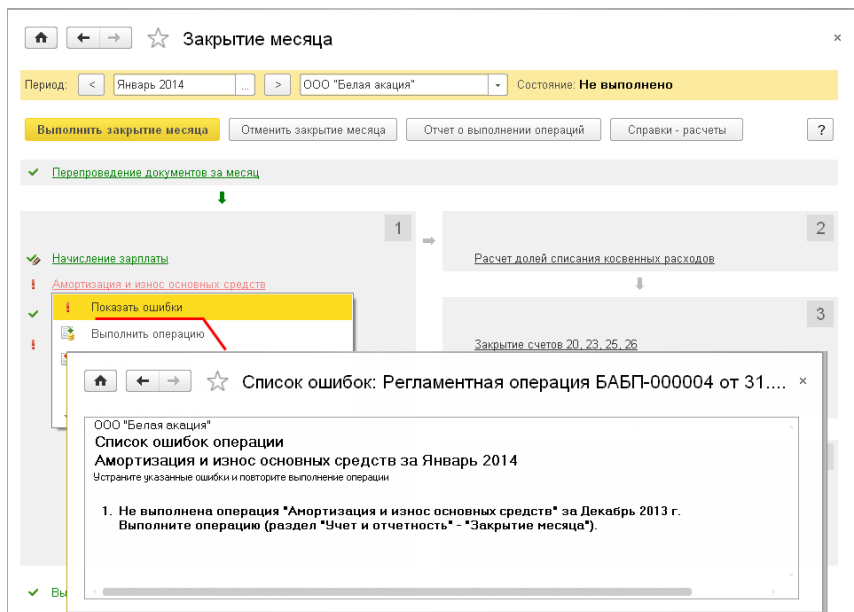 Закрытие месяца
Период: < Январь 2014 ... > ООО "Белая акация" Состояние: Не выполнено
Выполнить закрытие месяца Отменить закрытие месяца Отчет о выполнении операций Справки - расчеты ?
Перепроведение документов за месяц
1
2
Начисление зарплаты
Расчет долей списания косвенных расходов
Амортизация и износ основных средств
Показать ошибки
3
Выполнить операцию
Закрытие счетов 20, 23, 25, 26
Список ошибок: Регламентная операция БАБП-000004 от 31....
ООО "Белая акация"
Список ошибок операции
Амортизация и износ основных средств за Январь 2014
Устраните указанные ошибки и повторите выполнение операции
1. Не выполнена операция "Амортизация и износ основных средств" за Декабрь 2013 г.
Выполните операцию (раздел "Учет и отчетность" - "Закрытие месяца").
Вы